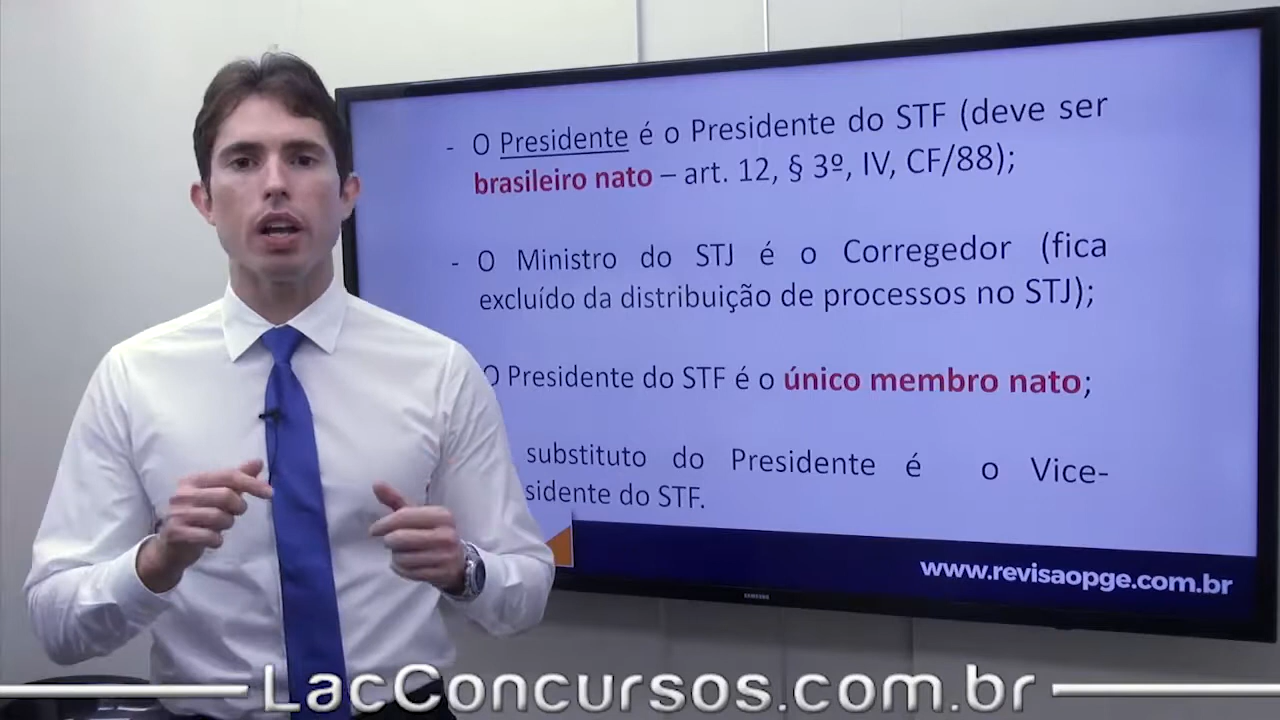 - O Presidente é o Presidente do STF (deve ser
brasileiro nato – art. 12, § 3º, IV, CF/88);
- O Ministro do STJ é o Corregedor (fica
excluído da distribuição de processos no STJ);
O Presidente do STF é o único membro nato;
substituto do Presidente é o Vice-
sidente do STF.
www.revisaopge.com.br
SAMSUNG
LacConcursos.com.br